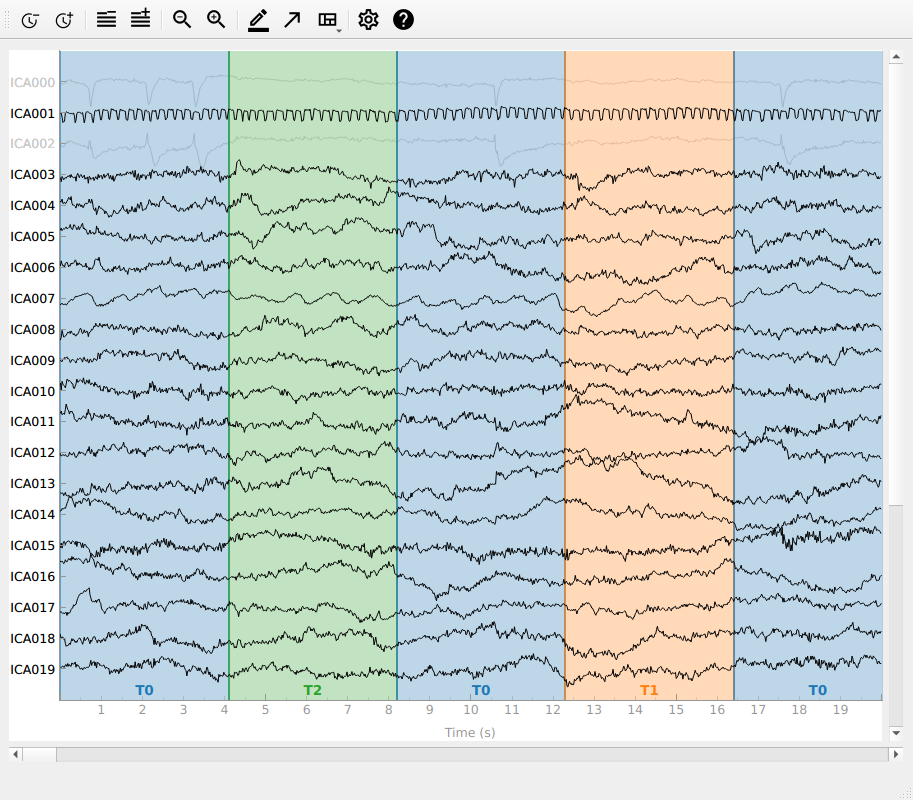 ICA000
ICA001
ICA002
ICA003
ICA004
ICA005
ICA006
ICA007
ICA008
ICA009
ICA010
ICA011
ICA012
ICA013
ICA014
ICA015
ICA016
ICA017
ICA018
ICA019
T0 T2 T0 T1 T0
1 2 3 4 5 6 7 8 9 10 11 12 13 14 15 16 17 18 19
Time (s)